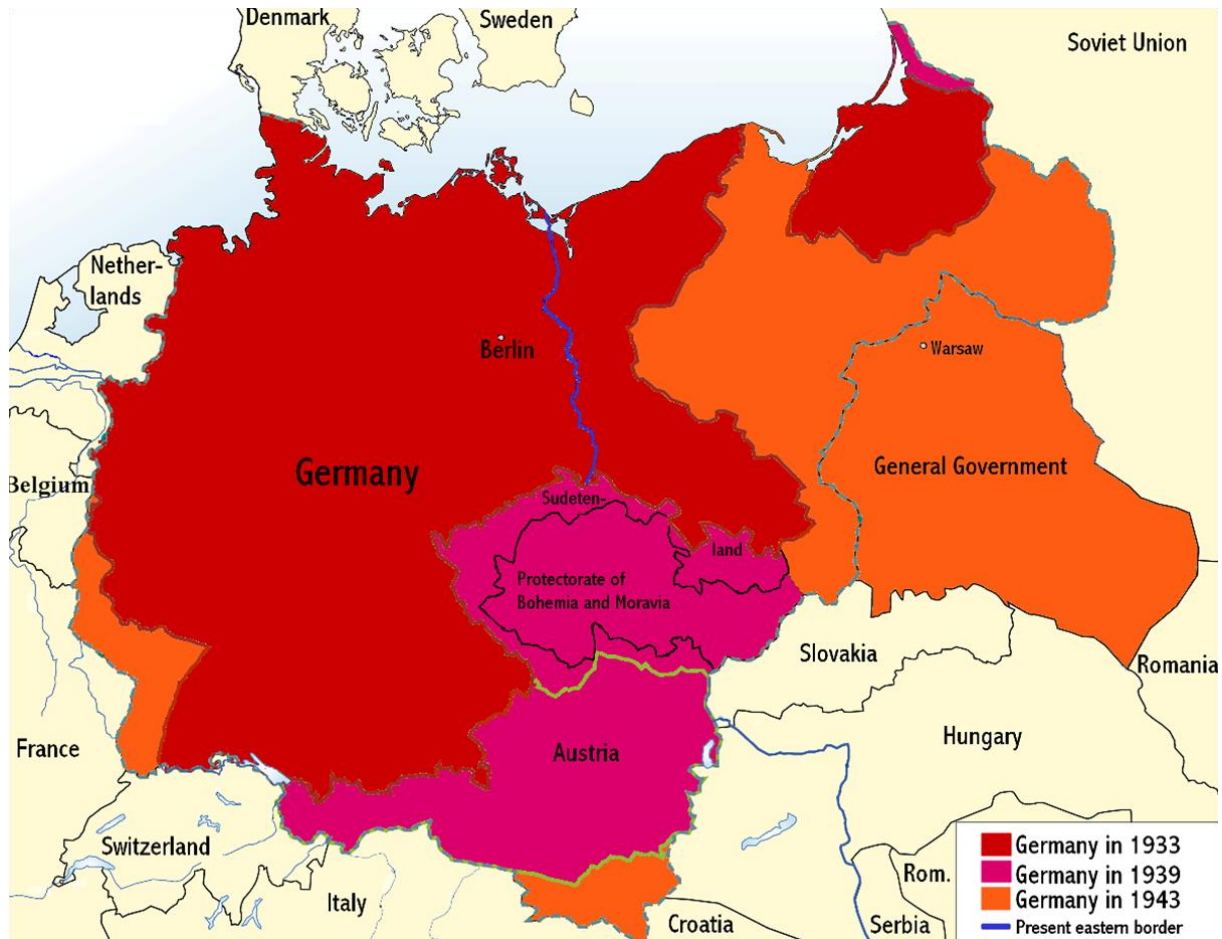 Denmark
Sweden
Soviet Union
Nether-
lands
Berlin
Warsaw
Germany
General Government
Belgium
Sudeten-
land
Protectorate of
Bohemia and Moravia
Slovakia
Romania
France
Austria
Hungary
Switzerland
Italy
Croatia
Serbia
Rom.
Germany in 1933
Germany in 1939
Germany in 1943
Present eastern border